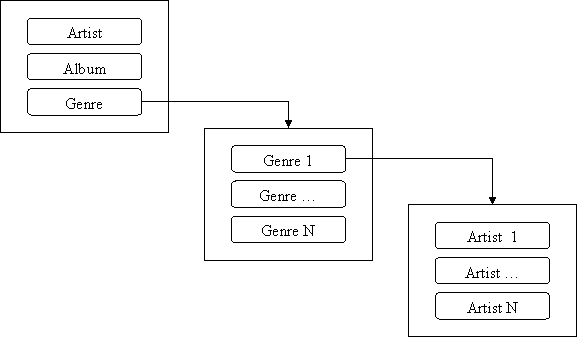 Artist
Album
Genre
Genre 1
Genre ...
Genre N
Artist 1
Artist ...
Artist N